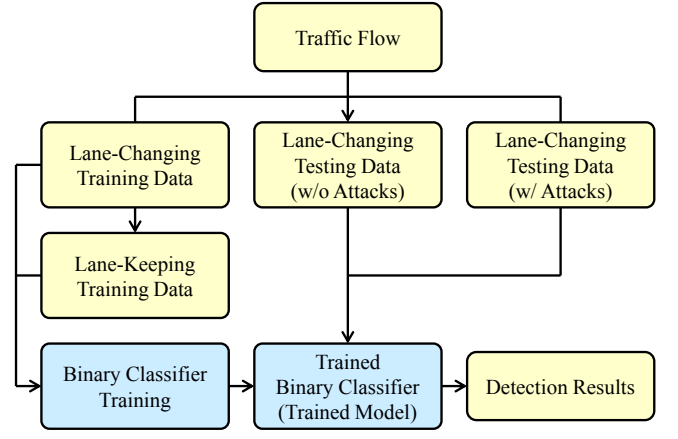 Traffic Flow
Lane-Changing
Training Data
Lane-Changing
Testing Data
(w/o Attacks)
Lane-Changing
Testing Data
(w/ Attacks)
Lane-Keeping
Training Data
Binary Classifier
Training
Trained
Binary Classifier
(Trained Model)
Detection Results